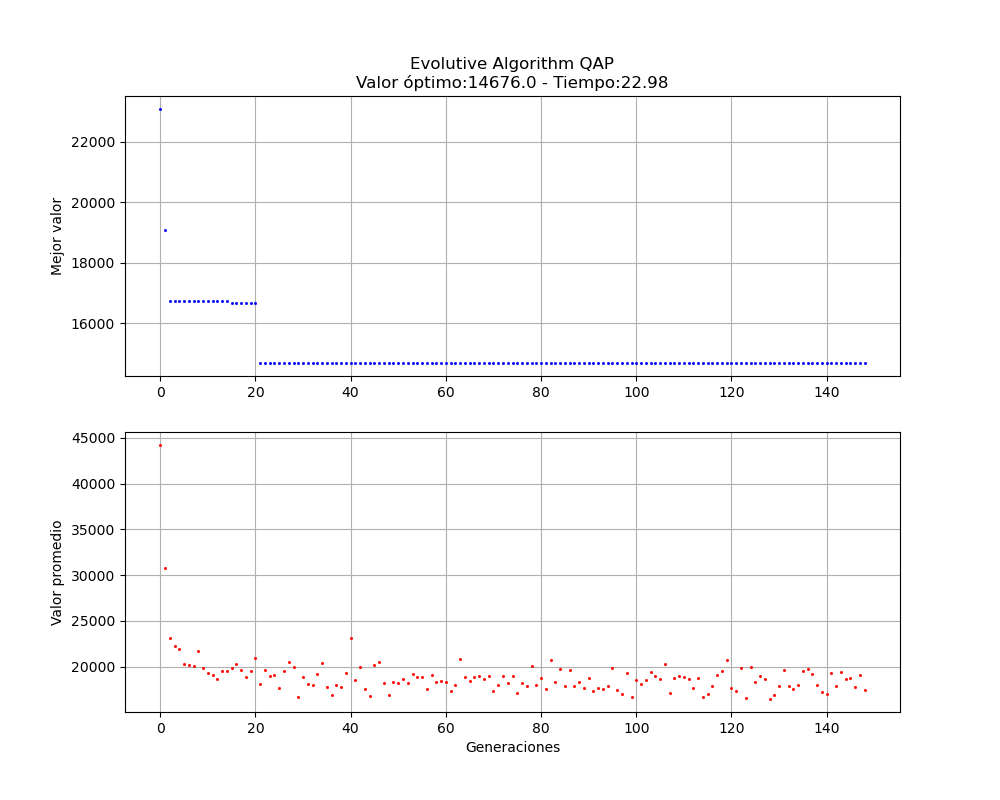 Evolutive Algorithm QAP
Valor óptimo:14676.0 - Tiempo:22.98
Mejor valor
22000
20000
18000
16000
0 20 40 60 80 100 120 140
Valor promedio
45000
40000
35000
30000
25000
20000
0 20 40 60 80 100 120 140
Generaciones